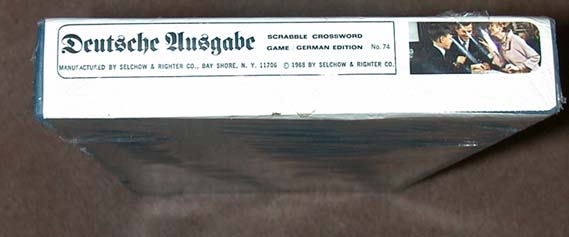 Deutsche Ausgabe
SCRABBLE CROSSWORD
GAME / GERMAN EDITION No. 74
MANUFACTURED BY SELCHOW & RIGHTER CO., BAY SHORE, N. Y. 11706 © 1968 BY SELCHOW & RIGHTER CO.